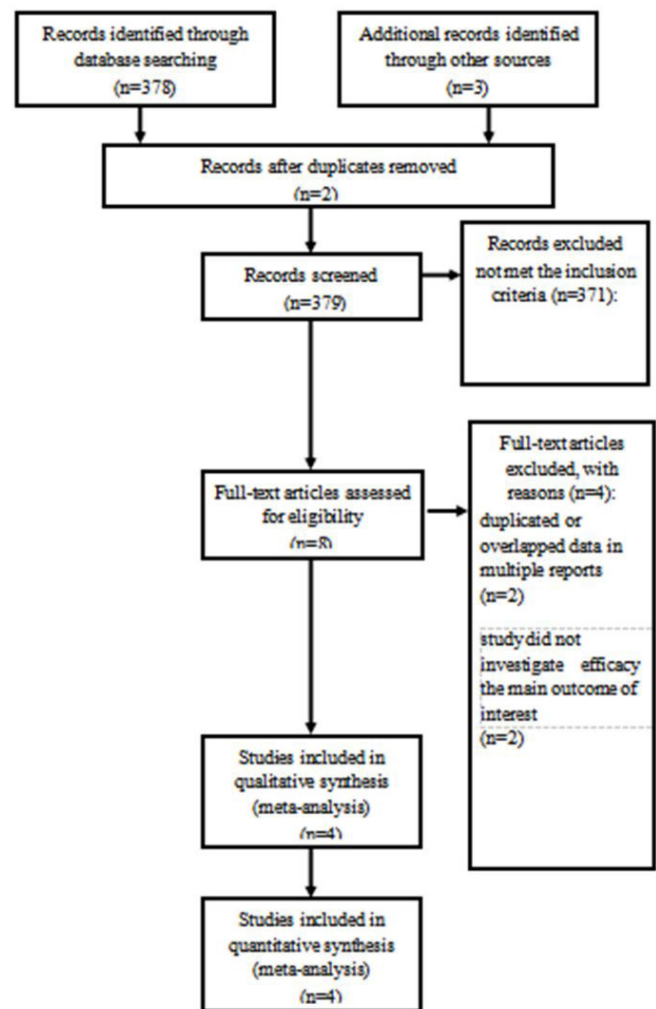 Records identified through
database searching
(n=378)
Additional records identified
through other sources
(n=3)
Records after duplicates removed
(n=2)
Records screened
(n=379)
Records excluded
not met the inclusion
criteria (n=371):
Full-text articles assessed
for eligibility
(n=8)
Full-text articles
excluded, with
reasons (n=4):
duplicated or
overlapped data in
multiple reports
(n=2)
study did not
investigate efficacy
the main outcome of
interest
(n=2)
Studies included in
qualitative synthesis
(meta-analysis)
(n=4)
Studies included in
quantitative synthesis
(meta-analysis)
(n=4)